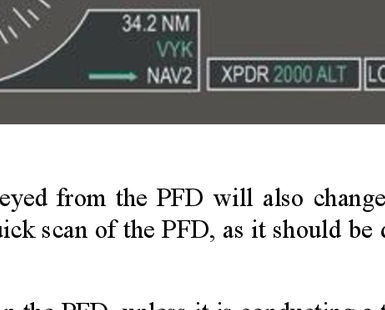 34.2 NM
VYK
NAV2
XPDR 2000 ALT
eyed from the PFD will also change
uick scan of the PFD, as it should be
on the PFD, unless it is conducting a